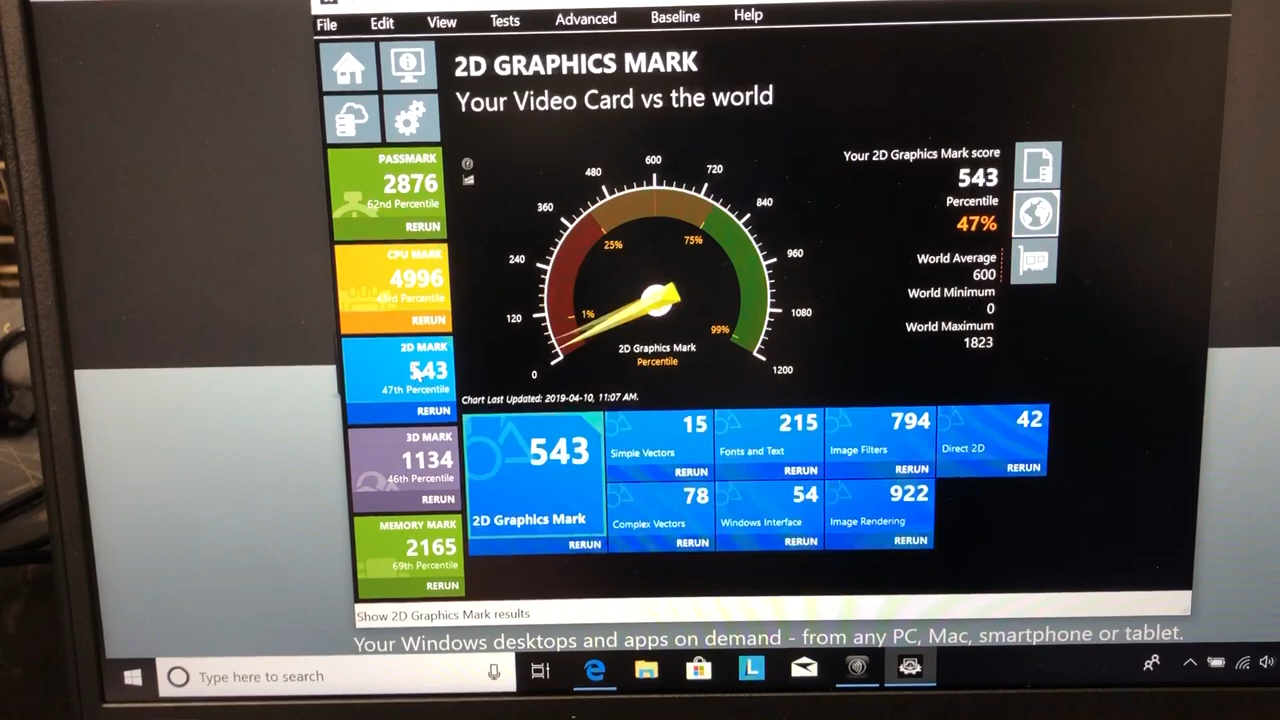 File Edit View Tests Advanced Baseline Help
2D GRAPHICS MARK
Your Video Card vs the world
PASSMARK
2876
62nd Percentile
RERUN
CPU MARK
4996
RERUN
2D MARK
543
47th Percentile
RERUN
3D MARK
1134
46th Percentile
RERUN
MEMORY MARK
2165
69th Percentile
RERUN
0
120
240
360
480
600
720
840
960
1080
1200
1%
25%
75%
99%
2D Graphics Mark
Percentile
Your 2D Graphics Mark score
543
Percentile
47%
World Average
600
World Minimum
0
World Maximum
1823
Chart Last Updated: 2019-04-10, 11:07 AM.
543
2D Graphics Mark
RERUN
15
Simple Vectors
RERUN
215
Fonts and Text
RERUN
794
Image Filters
RERUN
42
Direct 2D
RERUN
78
Complex Vectors
RERUN
54
Windows Interface
RERUN
922
Image Rendering
RERUN
Show 2D Graphics Mark results
Your Windows desktops and apps on demand - from any PC, Mac, smartphone or tablet.
Type here to search
L